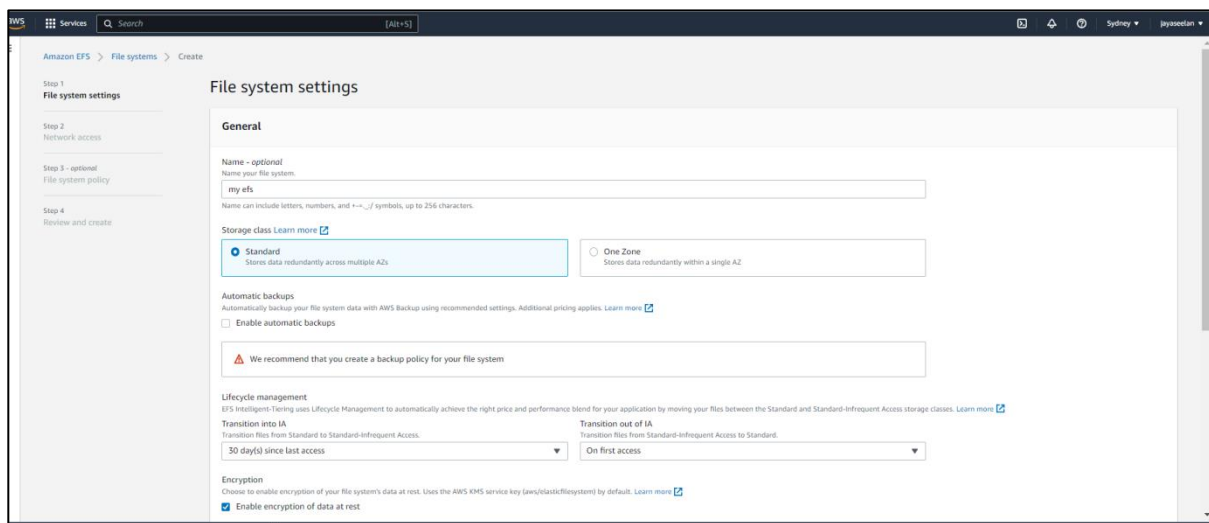 aws Services Search [Alt+S] Sydney ▼ jayaseelan ▼
Amazon EFS > File systems > Create
Step 1
File system settings
Step 2
Network access
Step 3 - optional
File system policy
Step 4
Review and create
File system settings
General
Name - optional
Name your file system.
my efs
Name can include letters, numbers, and +-=._:/ symbols, up to 256 characters.
Storage class Learn more
Standard
Stores data redundantly across multiple AZs
One Zone
Stores data redundantly within a single AZ
Automatic backups
Automatically backup your file system data with AWS Backup using recommended settings. Additional pricing applies. Learn more
Enable automatic backups
We recommend that you create a backup policy for your file system
Lifecycle management
EFS Intelligent-Tiering uses Lifecycle Management to automatically achieve the right price and performance blend for your application by moving your files between the Standard and Standard-Infrequent Access storage classes. Learn more
Transition into IA
Transition files from Standard to Standard-Infrequent Access.
30 day(s) since last access
Transition out of IA
Transition files from Standard-Infrequent Access to Standard.
On first access
Encryption
Choose to enable encryption of your file system's data at rest. Uses the AWS KMS service key (aws/elasticfilesystem) by default. Learn more
Enable encryption of data at rest